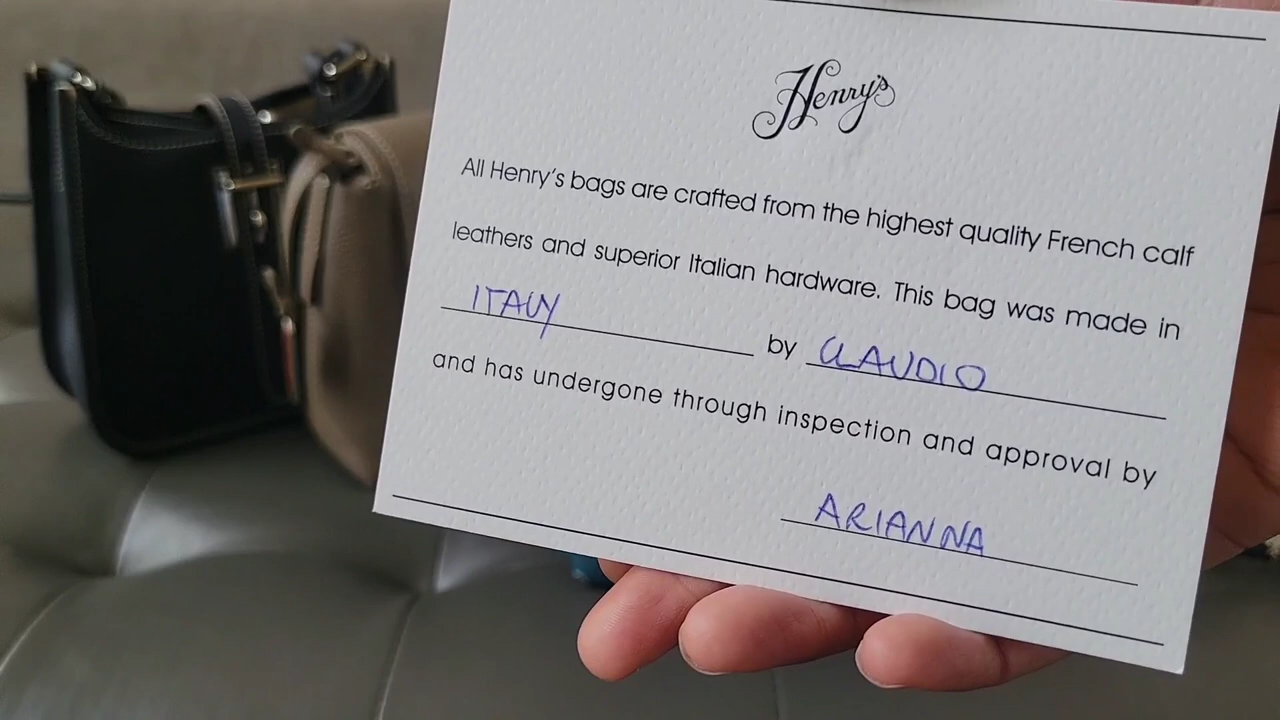 Henry's
All Henry's bags are crafted from the highest quality French calf
leathers and superior Italian hardware. This bag was made in
ITALY by CLAUDIO
and has undergone through inspection and approval by
ARIANNA